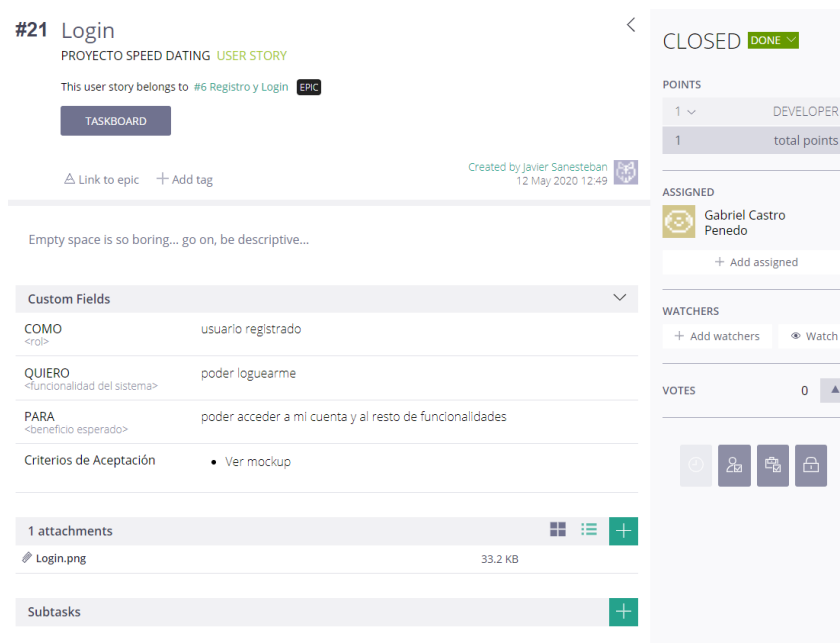 #21 Login
PROYECTO SPEED DATING USER STORY
This user story belongs to #6 Registro y Login EPIC
TASKBOARD
Link to epic Add tag
Created by Javier Sanesteban
12 May 2020 12:49
Empty space is so boring... go on, be descriptive...
Custom Fields
COMO usuario registrado
<rol>
QUIERO poder loguearme
<funcionalidad del sistema>
PARA poder acceder a mi cuenta y al resto de funcionalidades
<beneficio esperado>
Criterios de Aceptación • Ver mockup
1 attachments
Login.png 33.2 KB
Subtasks
CLOSED DONE
POINTS
1 DEVELOPER
1 total points
ASSIGNED
Gabriel Castro
Penedo
+ Add assigned
WATCHERS
+ Add watchers Watch
VOTES 0